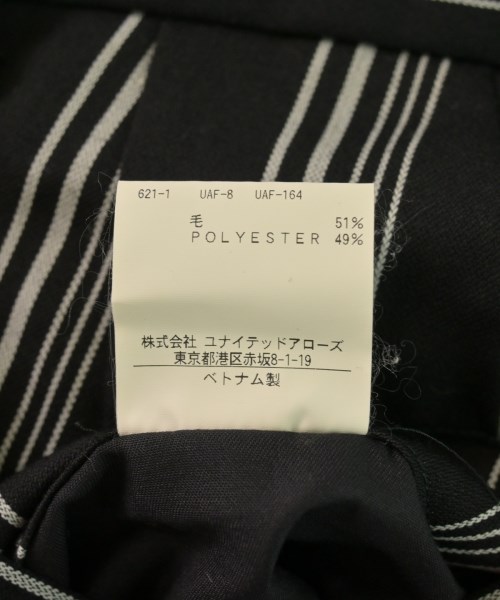 621-1 UAF-8 UAF-164
毛 51%
POLYESTER 49%
株式会社 ユナイテッドアローズ
東京都港区赤坂8-1-19
ベトナム製